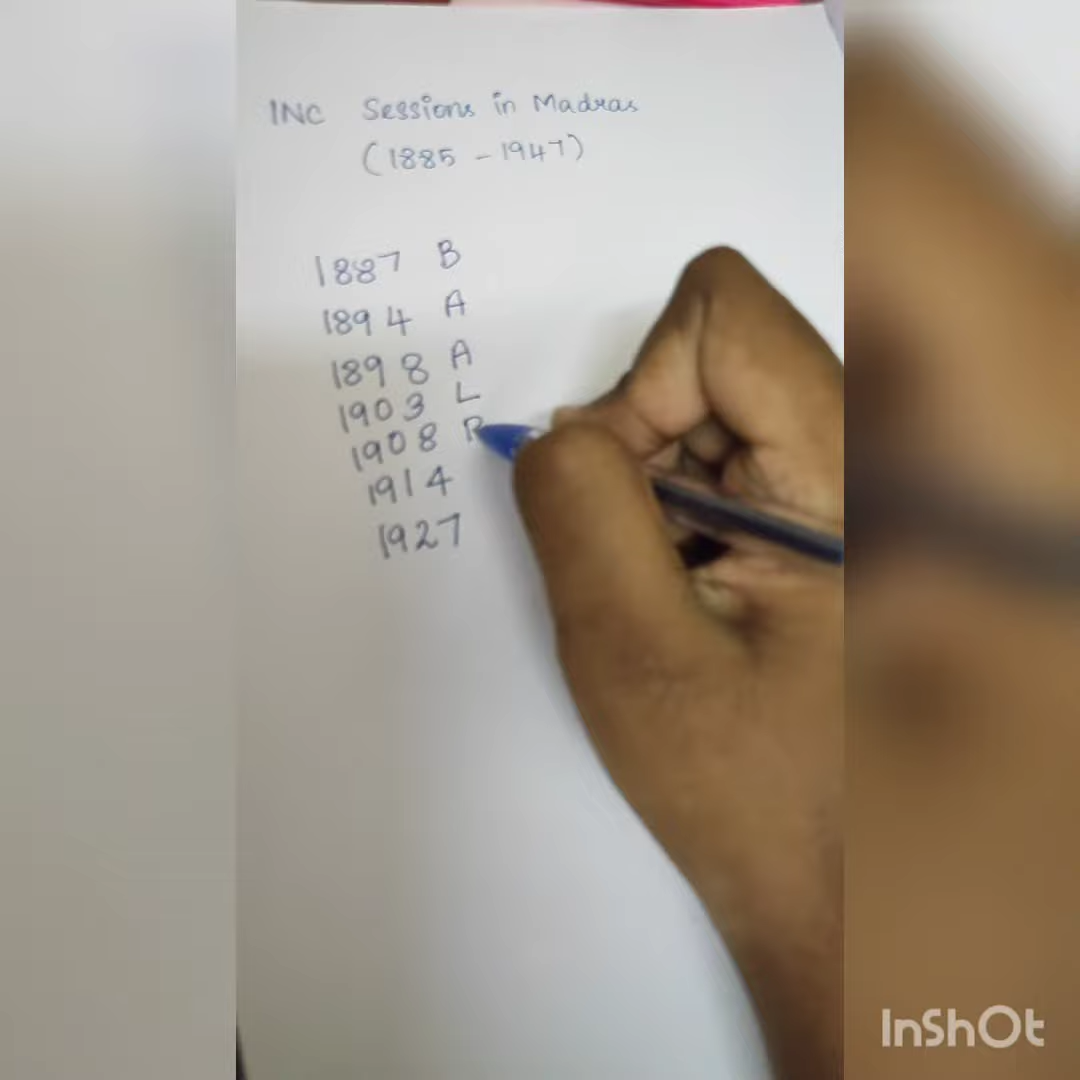 INC Sessions in Madras
(1885 - 1947)
1887 B
1894 A
1898 A
1903 L
1908 R
1914
1927
InShOt